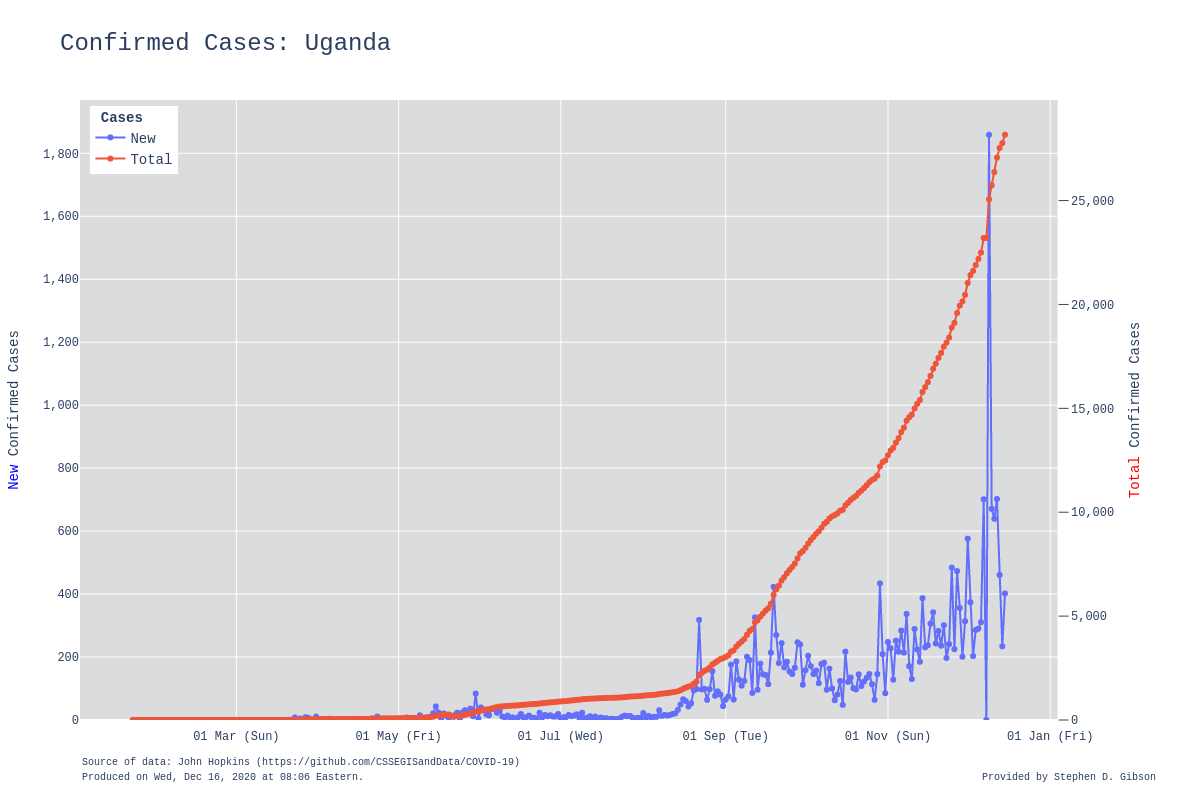 Confirmed Cases: Uganda
Cases
New
Total
1,800
1,600
1,400
1,200
1,000
800
600
400
200
0
New Confirmed Cases
25,000
20,000
15,000
10,000
5,000
0
Total Confirmed Cases
01 Mar (Sun)
01 May (Fri)
01 Jul (Wed)
01 Sep (Tue)
01 Nov (Sun)
01 Jan (Fri)
Source of data: John Hopkins (https://github.com/CSSEGISandData/COVID-19)
Produced on Wed, Dec 16, 2020 at 08:06 Eastern.
Provided by Stephen D. Gibson